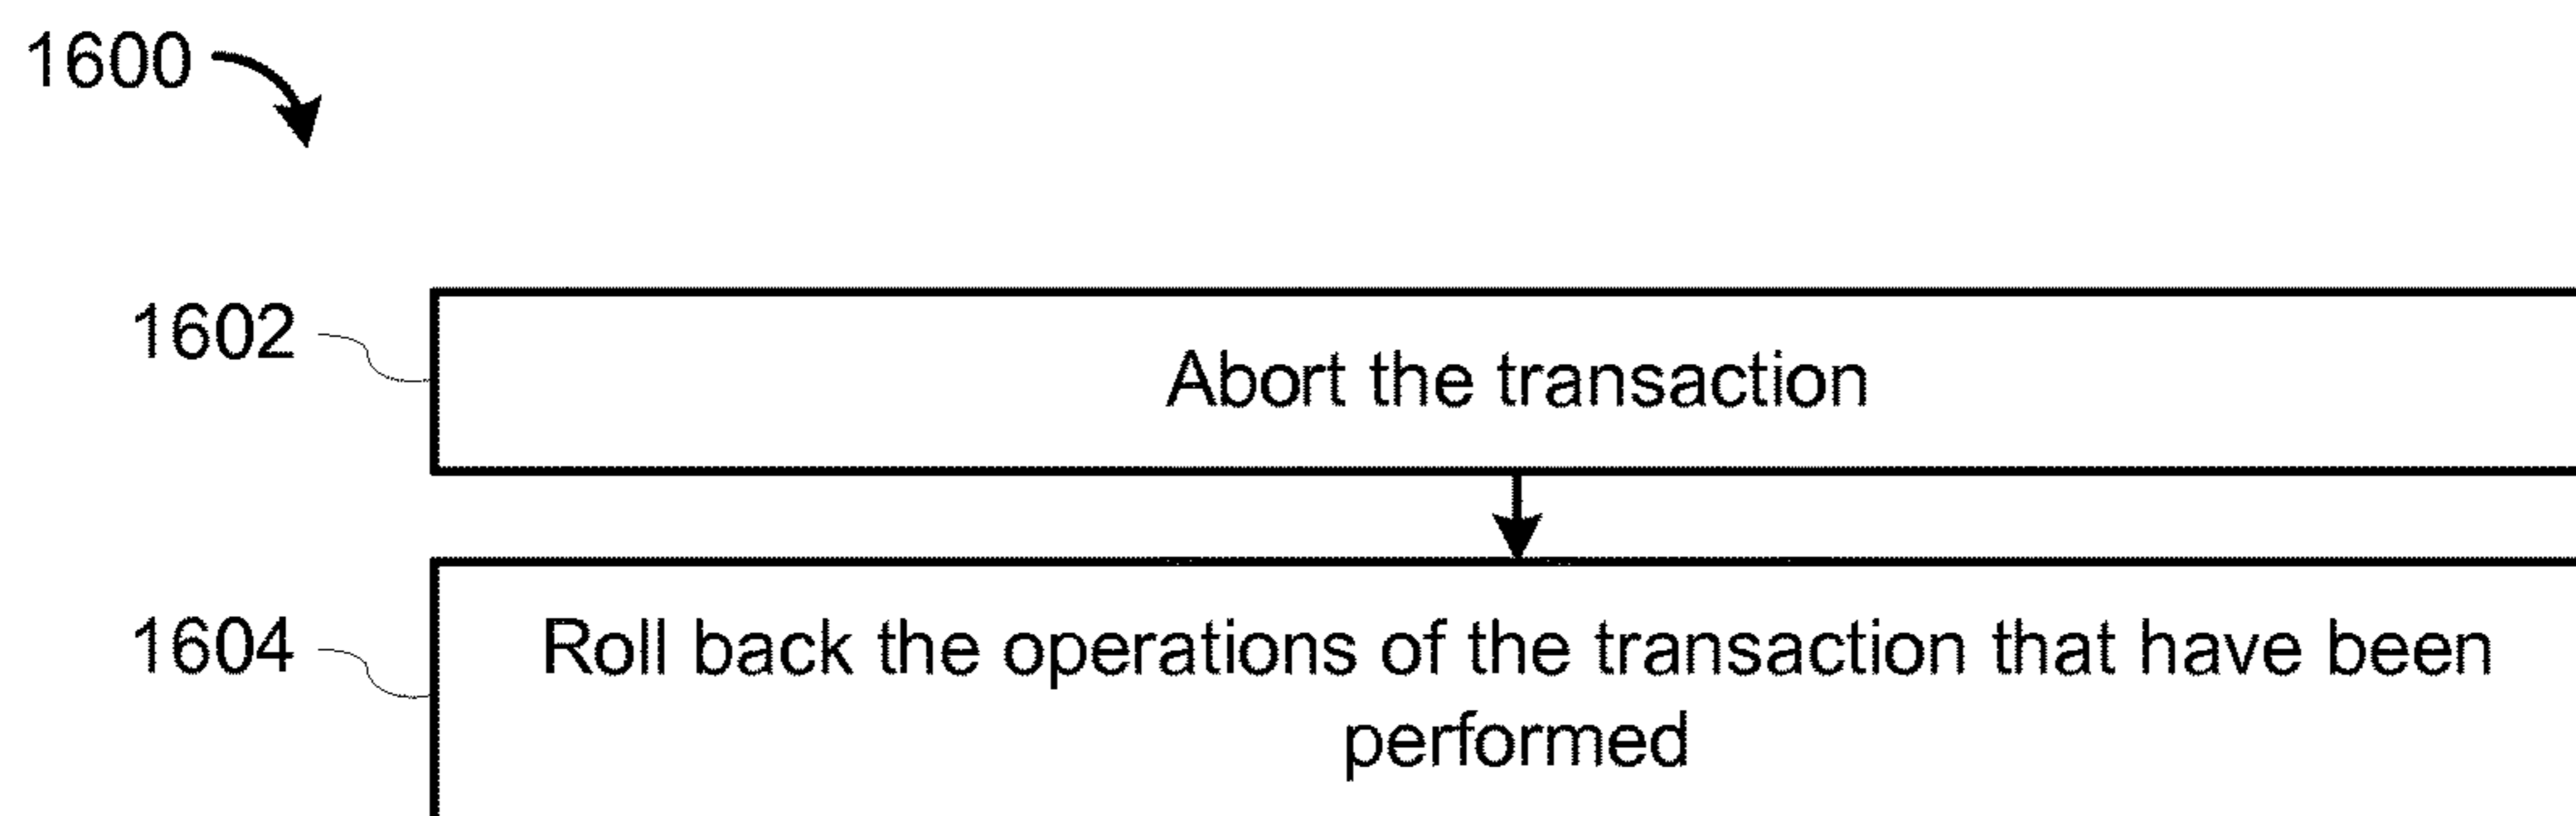 1600
1602
Abort the transaction
1604
Roll back the operations of the transaction that have been
performed